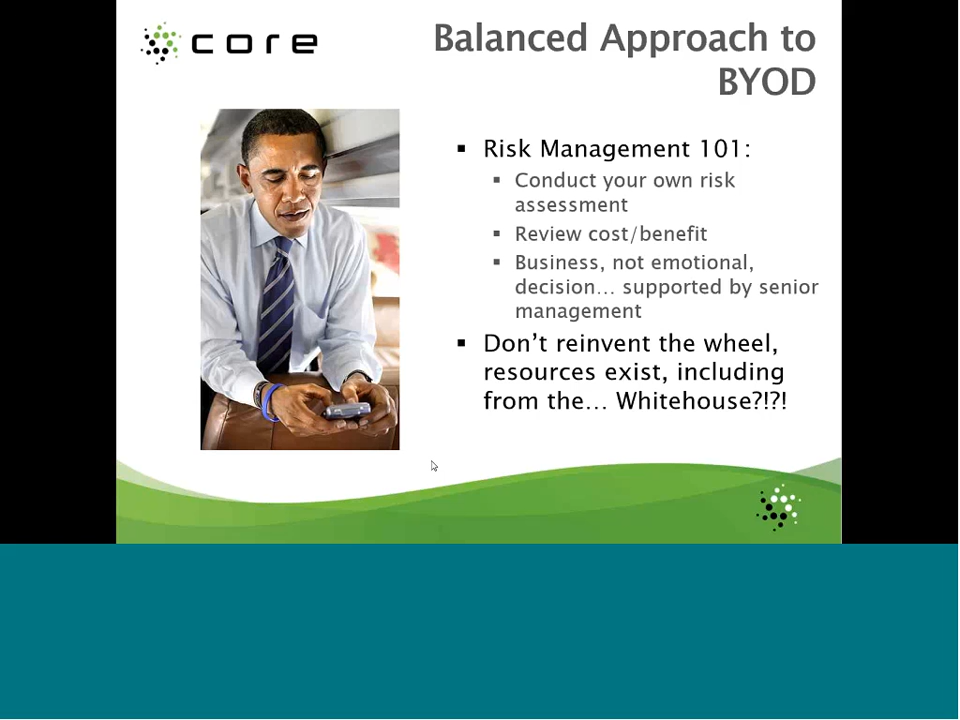 core
Balanced Approach to
BYOD
▪ Risk Management 101:
▪ Conduct your own risk
assessment
▪ Review cost/benefit
▪ Business, not emotional,
decision… supported by senior
management
▪ Don’t reinvent the wheel,
resources exist, including
from the… Whitehouse?!?!